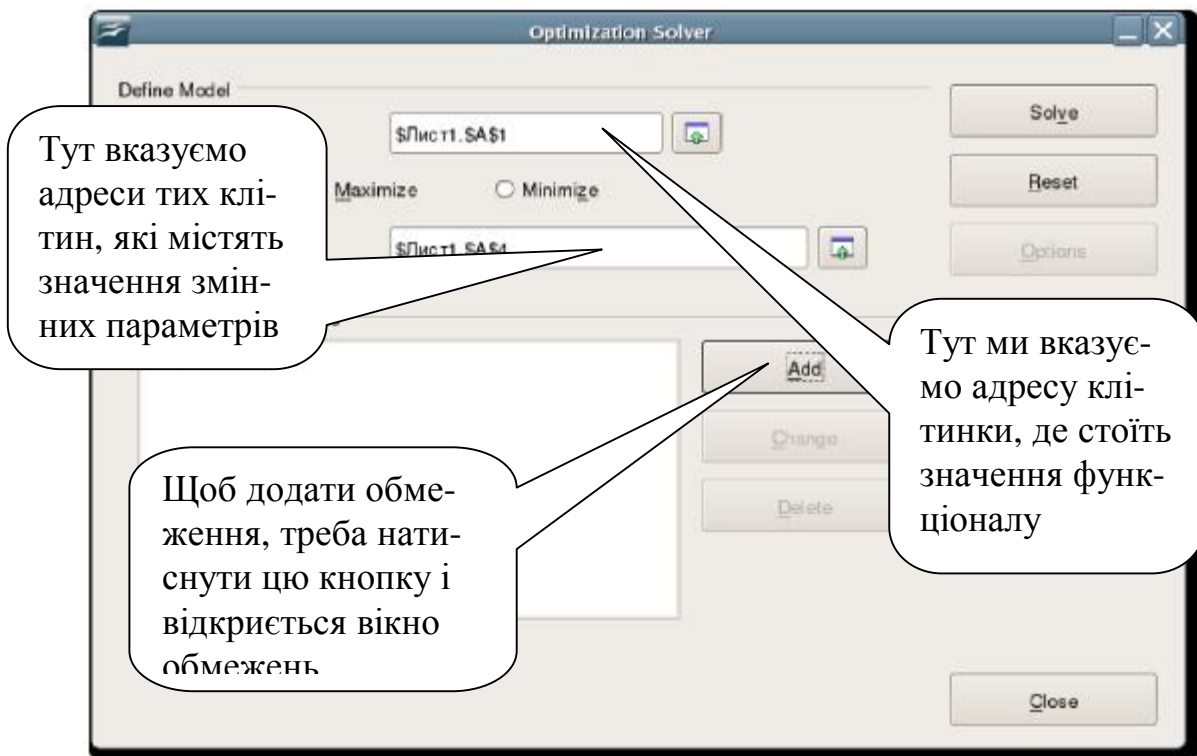 Optimization Solver
Define Model
$Лист1.$A$1
Solve
Тут вказуємо
адреси тих клі-
тин, які містять
значення змін-
них параметрів
Maximize
Minimize
Reset
$Лист1.$A$4
Options
Add
Change
Delete
Тут ми вказує-
мо адресу клі-
тинки, де стоїть
значення функ-
ціоналу
Щоб додати обме-
ження, треба нати-
снути цю кнопку і
відкриється вікно
обмежень
Close